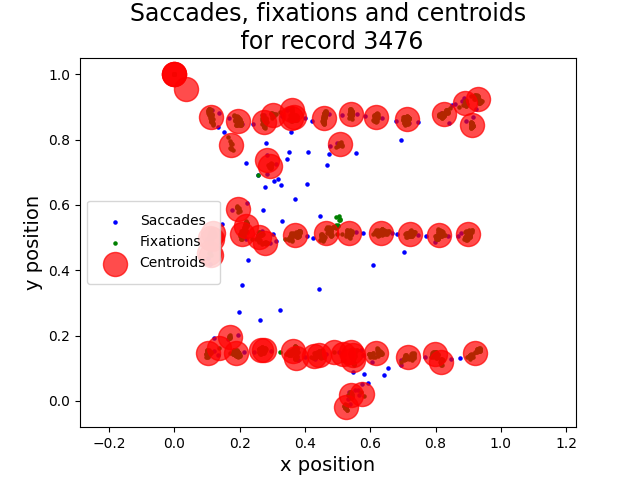 Saccades, fixations and centroids
for record 3476
y position
1.0
0.8
0.6
0.4
0.2
0.0
Saccades
Fixations
Centroids
−0.2
0.0
0.2
0.4
0.6
0.8
1.0
1.2
x position